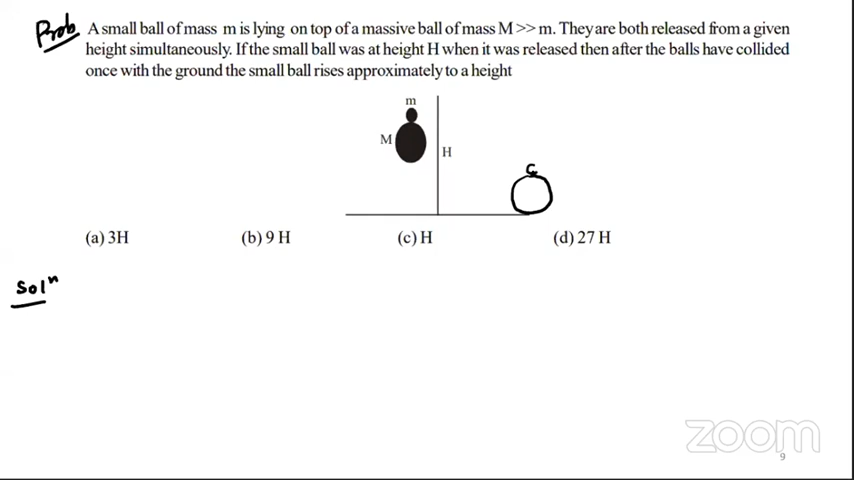 Prob A small ball of mass m is lying on top of a massive ball of mass M >> m. They are both released from a given
height simultaneously. If the small ball was at height H when it was released then after the balls have collided
once with the ground the small ball rises approximately to a height
m
M
H
(a) 3H (b) 9 H (c) H (d) 27 H
Solⁿ
zoom
9